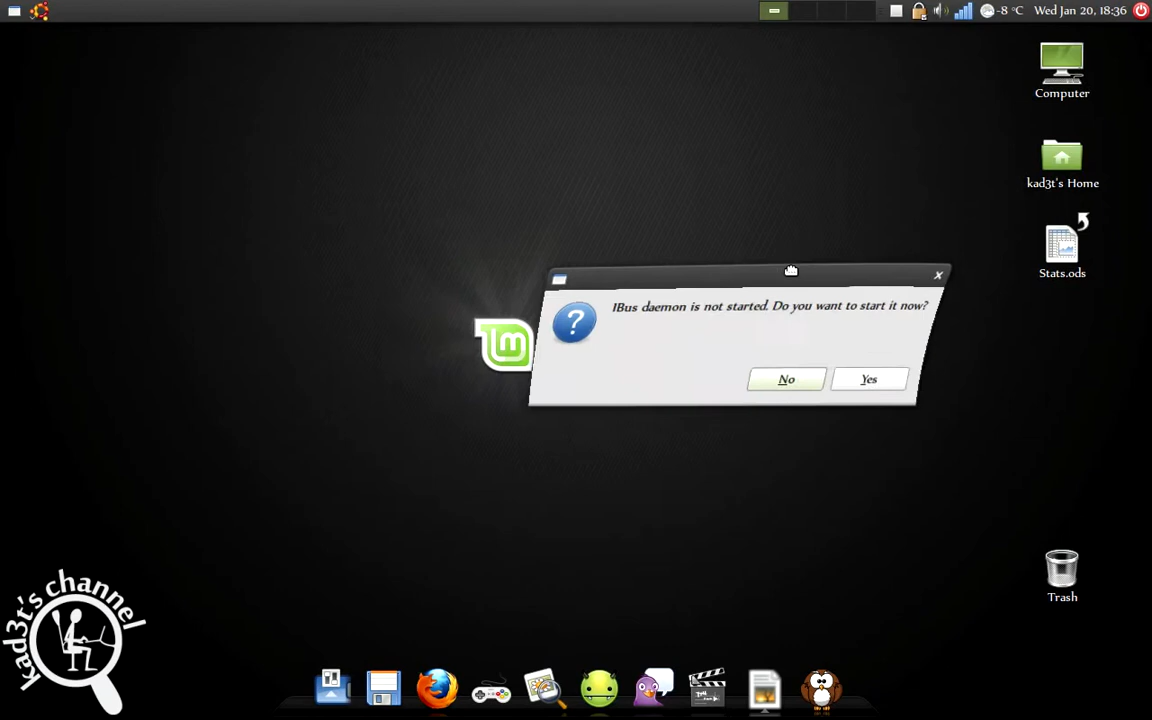 -8 °C
Wed Jan 20, 18:36
Computer
kad3t's Home
Stats.ods
IBus daemon is not started. Do you want to start it now?
No
Yes
lm
Trash
kad3t's channel